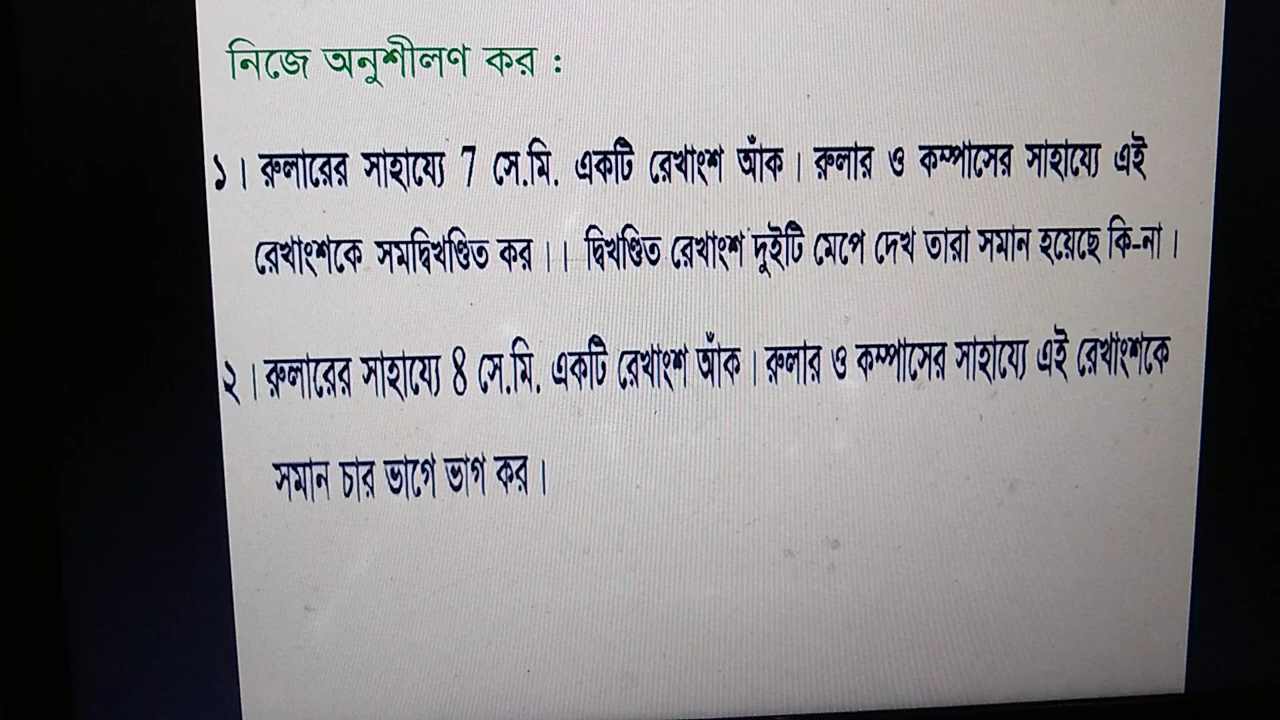 নিজে অনুশীলণ কর :
১। রুলারের সাহায্যে 7 সে.মি. একটি রেখাংশ আঁক। রুলার ও কম্পাসের সাহায্যে এই
রেখাংশকে সমদ্বিখণ্ডিত কর।। দ্বিখণ্ডিত রেখাংশ দুইটি মেপে দেখ তারা সমান হয়েছে কি-না।
২। রুলারের সাহায্যে 8 সে.মি. একটি রেখাংশ আঁক। রুলার ও কম্পাসের সাহায্যে এই রেখাংশকে
সমান চার ভাগে ভাগ কর।